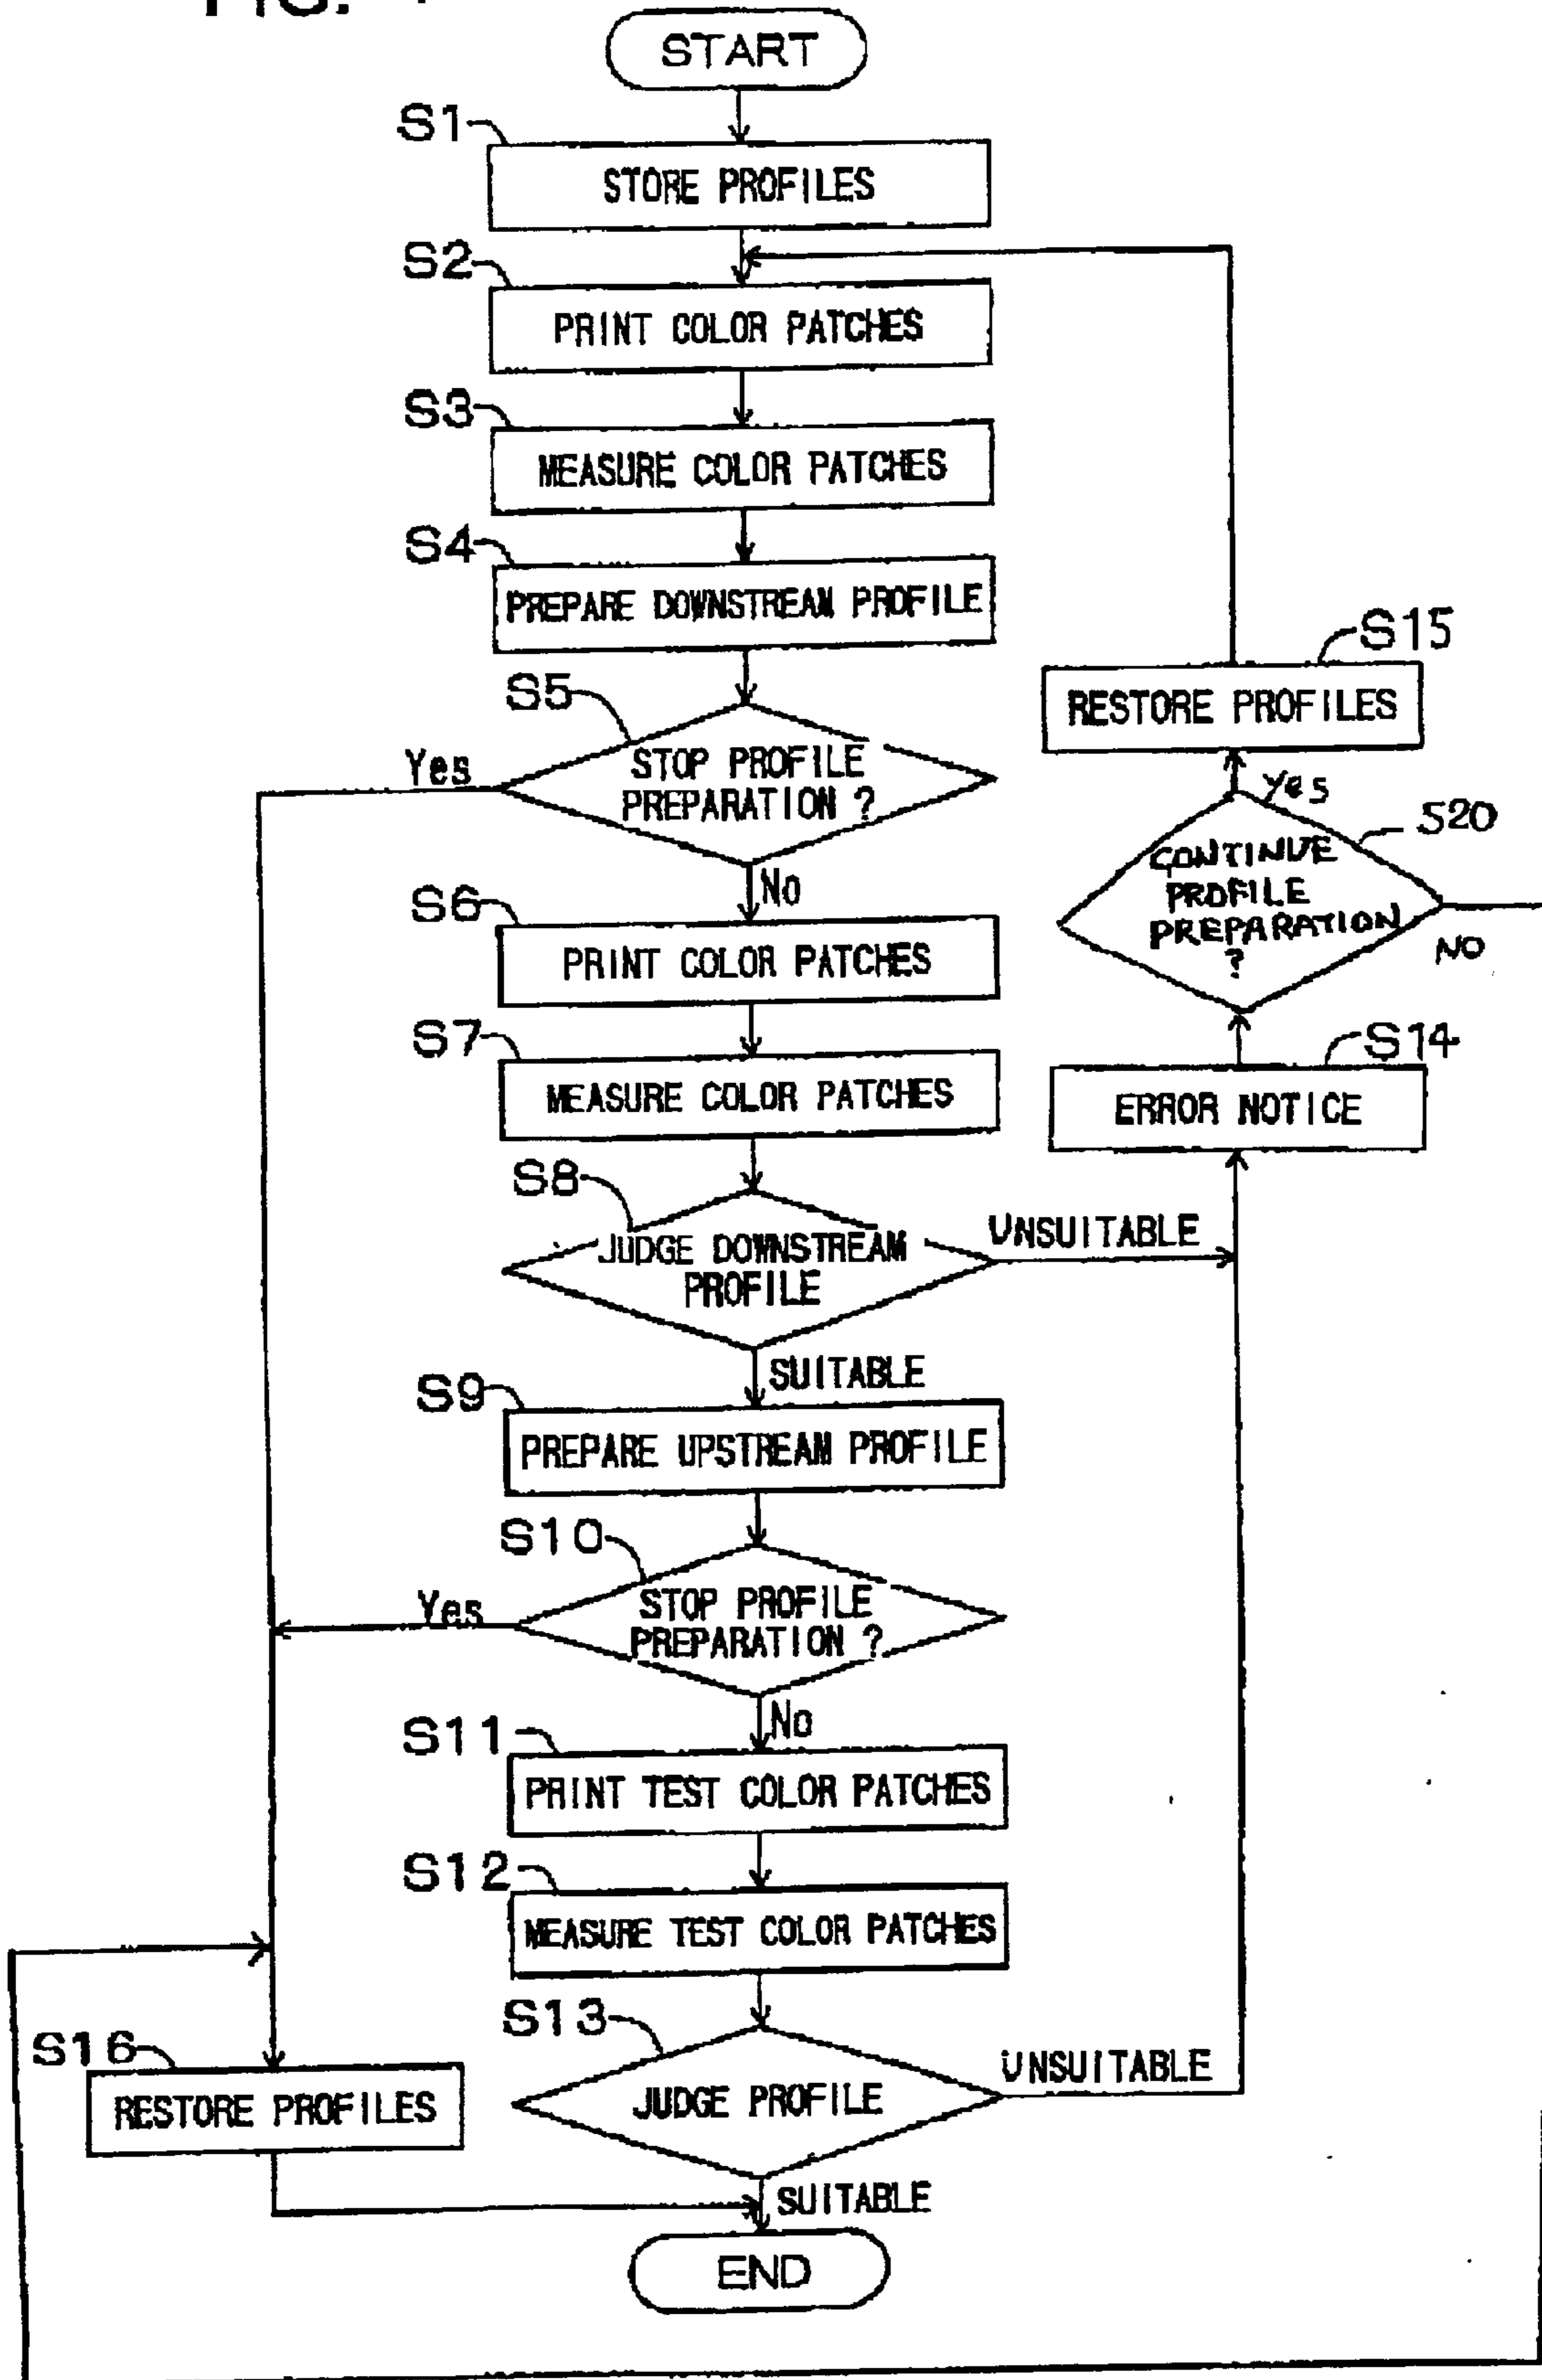 START
S1
STORE PROFILES
S2
PRINT COLOR PATCHES
S3
MEASURE COLOR PATCHES
S4
PREPARE DOWNSTREAM PROFILE
S5
STOP PROFILE
PREPARATION ?
Yes
No
S15
RESTORE PROFILES
Yes
S20
CONTINUE
PROFILE
PREPARATION
?
NO
S6
PRINT COLOR PATCHES
S7
MEASURE COLOR PATCHES
S14
ERROR NOTICE
S8
JUDGE DOWNSTREAM
PROFILE
UNSUITABLE
SUITABLE
S9
PREPARE UPSTREAM PROFILE
S10
STOP PROFILE
PREPARATION ?
Yes
No
S11
PRINT TEST COLOR PATCHES
S12
MEASURE TEST COLOR PATCHES
S13
JUDGE PROFILE
UNSUITABLE
S16
RESTORE PROFILES
SUITABLE
END